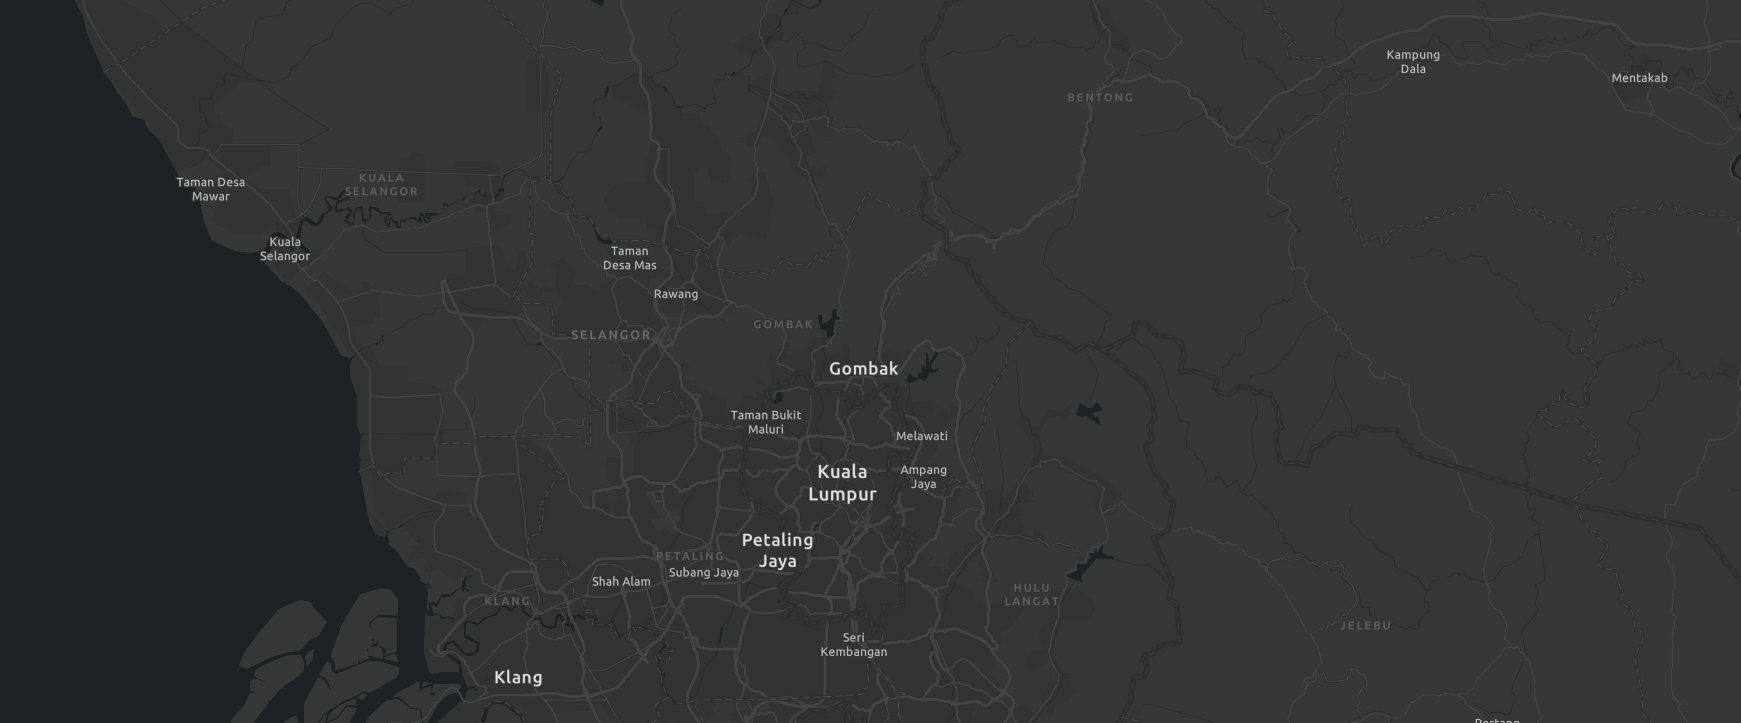 Kampung
Dala
Mentakab
BENTONG
Taman Desa
Mawar
KUALA
SELANGOR
Kuala
Selangor
Taman
Desa Mas
Rawang
GOMBAK
SELANGOR
Gombak
Taman Bukit
Maluri
Melawati
Kuala
Lumpur
Ampang
Jaya
Petaling
Jaya
PETALING
Subang Jaya
Shah Alam
KLANG
HULU
LANGAT
JELEBU
Seri
Kembangan
Klang